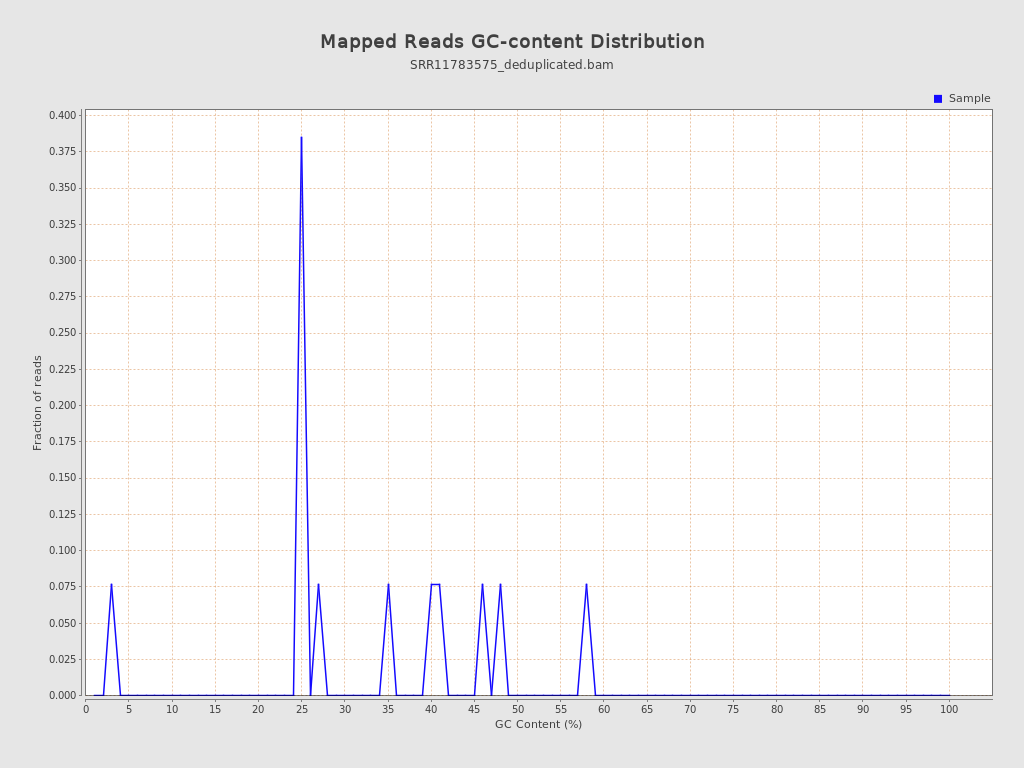 Mapped Reads GC-content Distribution
SRR11783575_deduplicated.bam
Sample
0.400
0.375
0.350
0.325
0.300
0.275
0.250
0.225
0.200
0.175
0.150
0.125
0.100
0.075
0.050
0.025
0.000
Fraction of reads
0 5 10 15 20 25 30 35 40 45 50 55 60 65 70 75 80 85 90 95 100
GC Content (%)